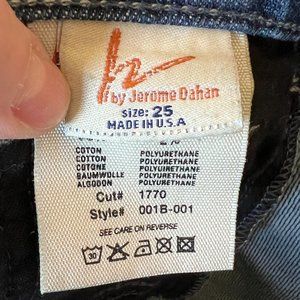 by Jerome Dahan
SIZE: 25
MADE IN U.S.A
COTON POLYURETHANE
COTTON POLYURETHANE
COTONE POLYURETHANE
BAUMWOLLE POLYURETHANE
ALGODON POLYURETHANE
Cut# 1770
Style# 001B-001
SEE CARE ON REVERSE
30